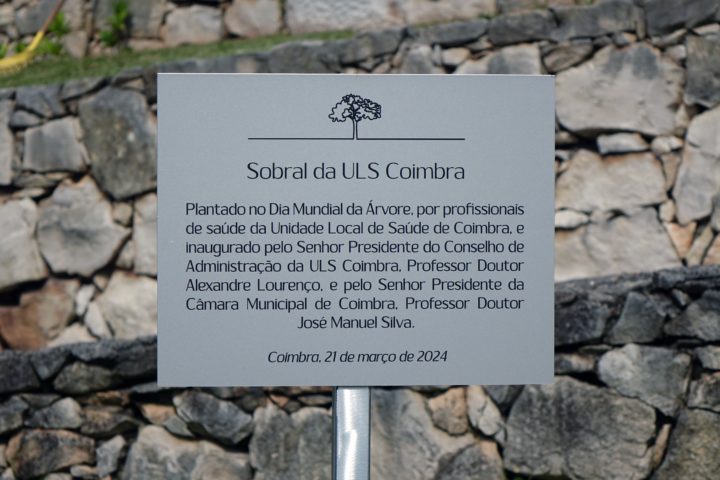 Sobral da ULS Coimbra
Plantado no Dia Mundial da Árvore, por profissionais
de saúde da Unidade Local de Saúde de Coimbra, e
inaugurado pelo Senhor Presidente do Conselho de
Administração da ULS Coimbra, Professor Doutor
Alexandre Lourenço, e pelo Senhor Presidente da
Câmara Municipal de Coimbra, Professor Doutor
José Manuel Silva.
Coimbra, 21 de março de 2024